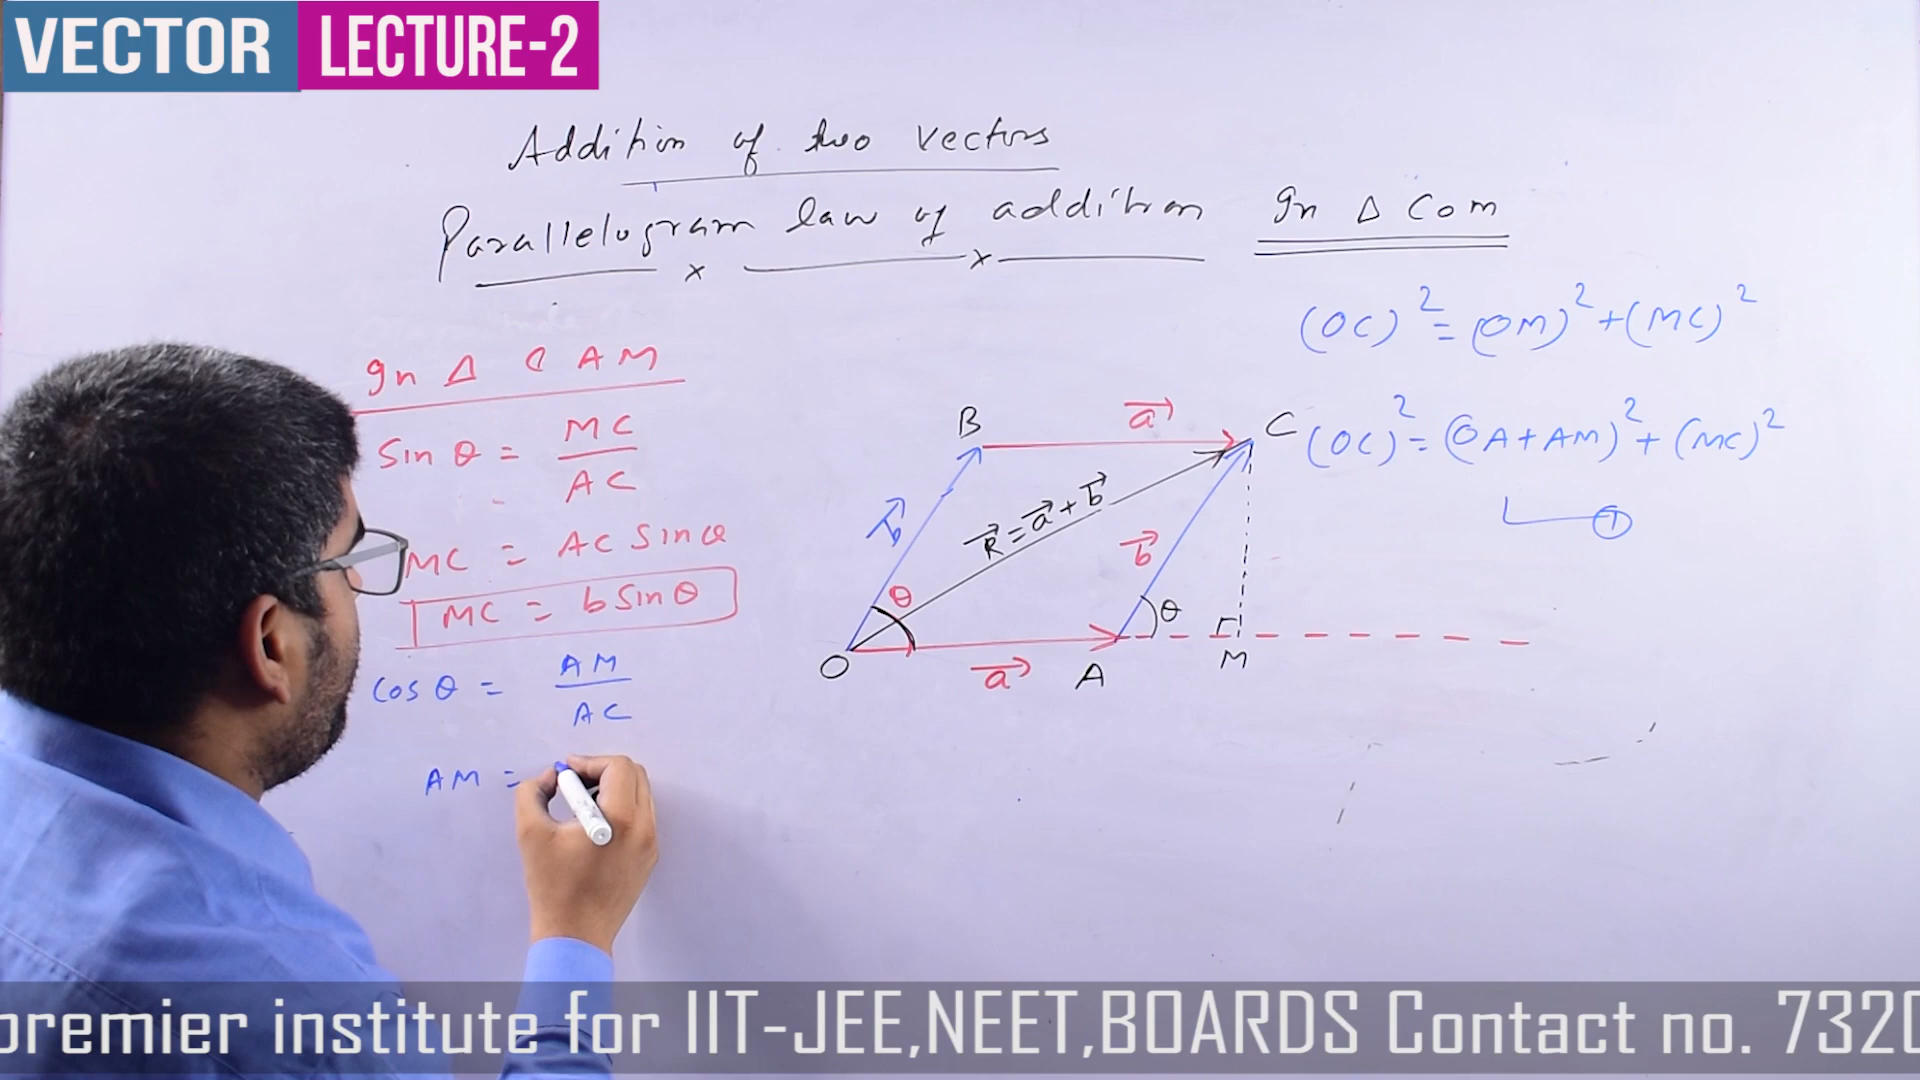 VECTOR LECTURE-2
Addition of two vectors
Parallelogram law of addition
In Δ COM
(OC)² = (OM)² + (MC)²
(OC)² = (OA+AM)² + (MC)²
①
In Δ CAM
Sin θ = MC / AC
MC = AC Sin θ
MC = b Sin θ
Cos θ = AM / AC
AM =
B
a⃗
C
b⃗
R⃗ = a⃗ + b⃗
b⃗
θ
θ
O
a⃗
A
M
premier institute for IIT-JEE,NEET,BOARDS Contact no. 732